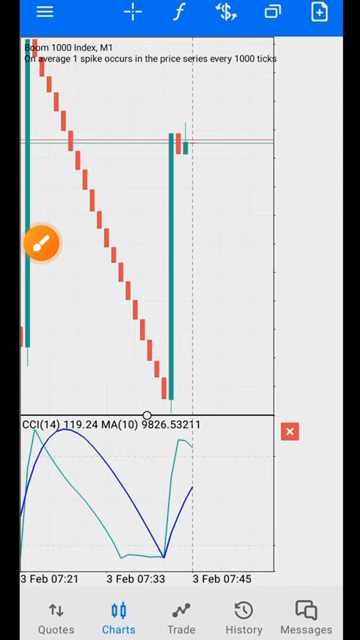 Boom 1000 Index, M1
On average 1 spike occurs in the price series every 1000 ticks
CCI(14) 119.24 MA(10) 9826.53211
3 Feb 07:21 3 Feb 07:33 3 Feb 07:45
Quotes Charts Trade History Messages